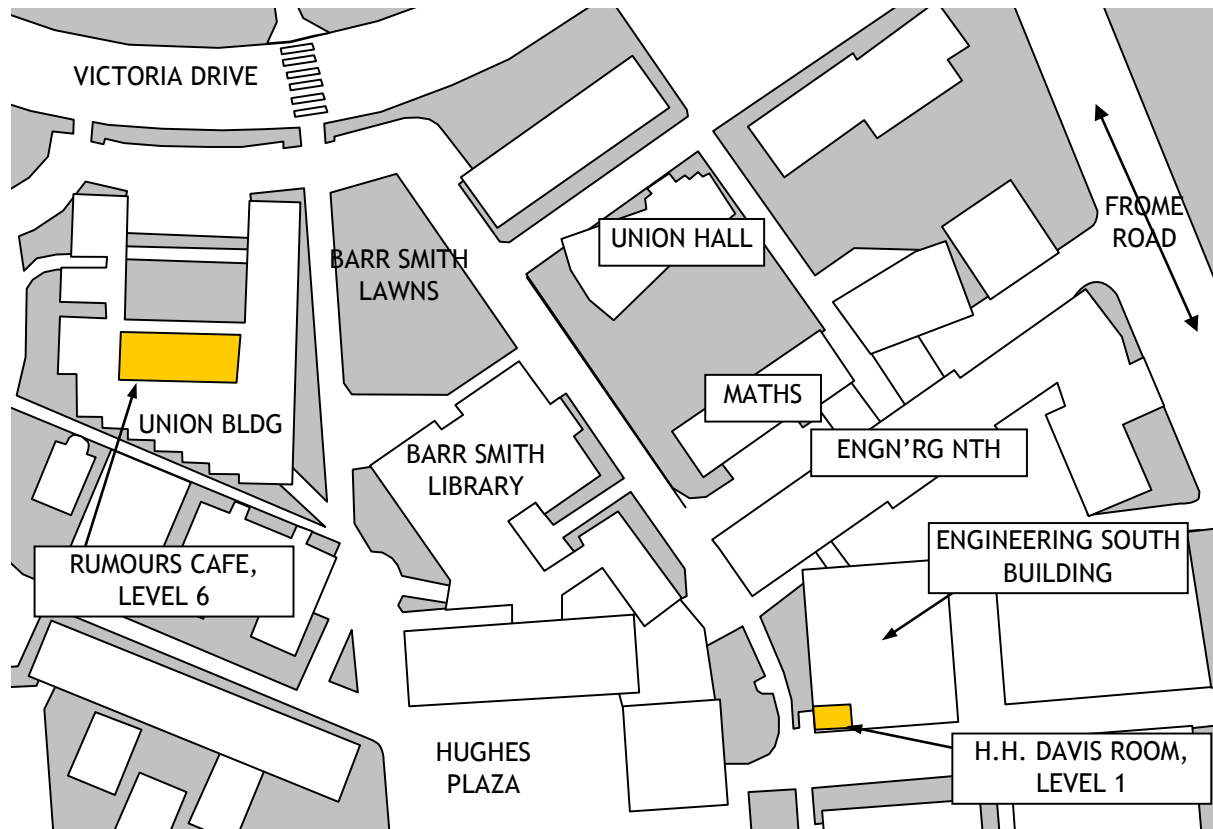 VICTORIA DRIVE
FROME
ROAD
UNION HALL
BARR SMITH
LAWNS
MATHS
UNION BLDG
BARR SMITH
LIBRARY
ENGN'RG NTH
ENGINEERING SOUTH
BUILDING
RUMOURS CAFE,
LEVEL 6
HUGHES
PLAZA
H.H. DAVIS ROOM,
LEVEL 1